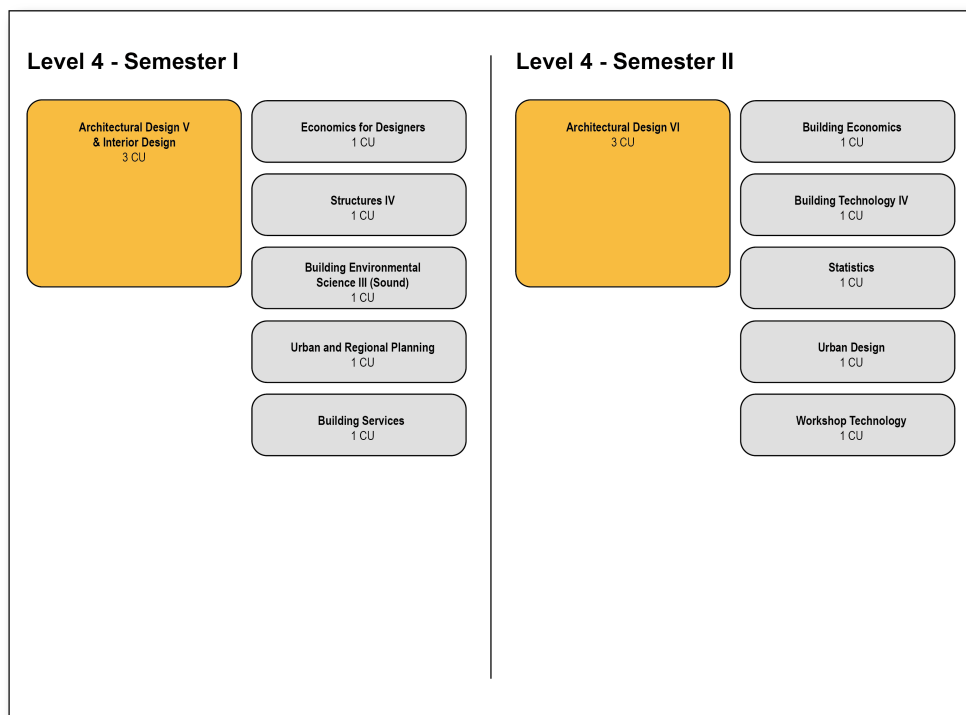 Level 4 - Semester I
Architectural Design V
& Interior Design
3 CU
Economics for Designers
1 CU
Structures IV
1 CU
Building Environmental
Science III (Sound)
1 CU
Urban and Regional Planning
1 CU
Building Services
1 CU
Level 4 - Semester II
Architectural Design VI
3 CU
Building Economics
1 CU
Building Technology IV
1 CU
Statistics
1 CU
Urban Design
1 CU
Workshop Technology
1 CU